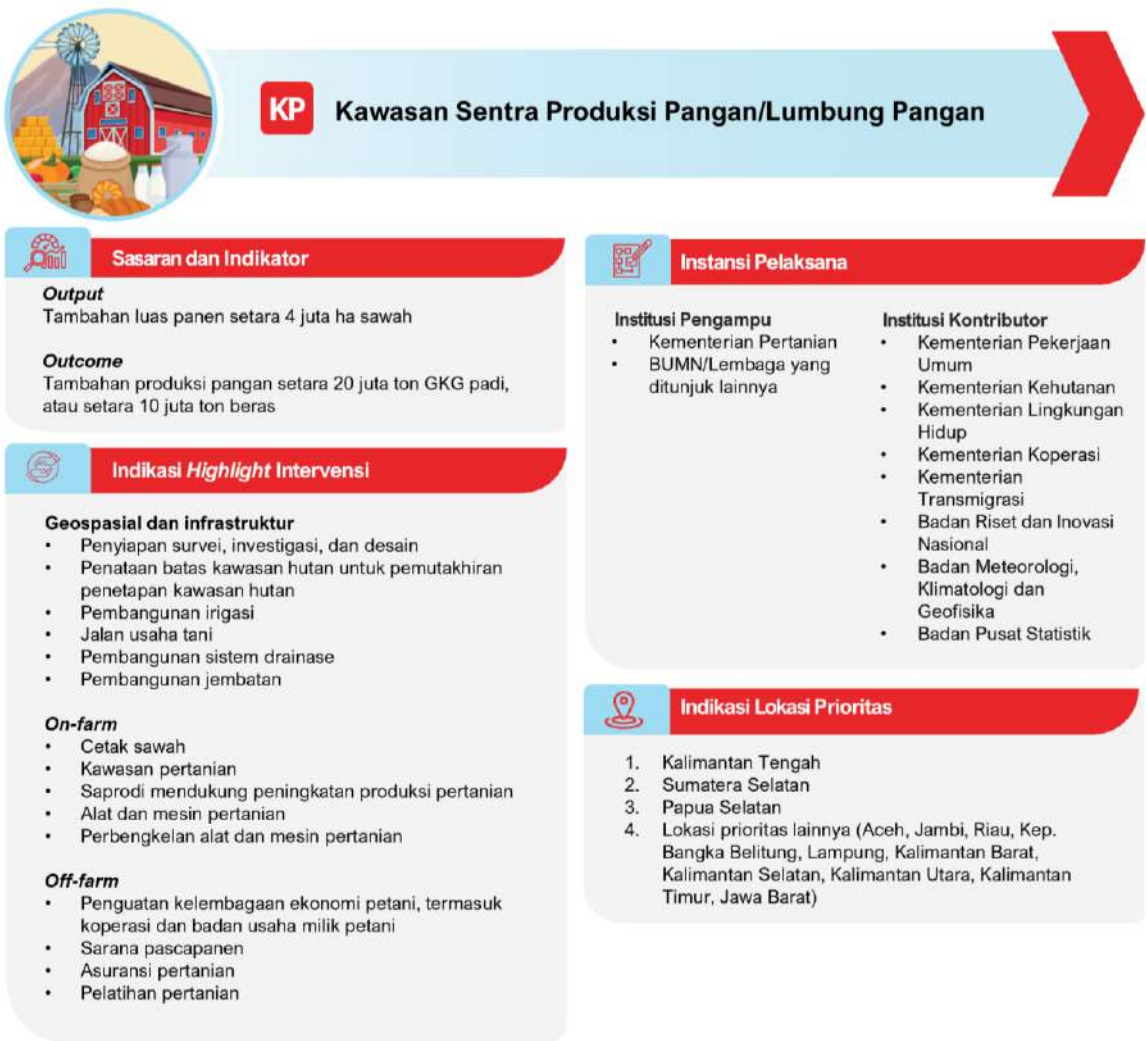 KP Kawasan Sentra Produksi Pangan/Lumbung Pangan
Sasaran dan Indikator
Output
Tambahan luas panen setara 4 juta ha sawah
Outcome
Tambahan produksi pangan setara 20 juta ton GKG padi,
atau setara 10 juta ton beras
Indikasi Highlight Intervensi
Geospasial dan infrastruktur
• Penyiapan survei, investigasi, dan desain
• Penataan batas kawasan hutan untuk pemutakhiran
penetapan kawasan hutan
• Pembangunan irigasi
• Jalan usaha tani
• Pembangunan sistem drainase
• Pembangunan jembatan
On-farm
• Cetak sawah
• Kawasan pertanian
• Saprodi mendukung peningkatan produksi pertanian
• Alat dan mesin pertanian
• Perbengkelan alat dan mesin pertanian
Off-farm
• Penguatan kelembagaan ekonomi petani, termasuk
koperasi dan badan usaha milik petani
• Sarana pascapanen
• Asuransi pertanian
• Pelatihan pertanian
Instansi Pelaksana
Institusi Pengampu
• Kementerian Pertanian
• BUMN/Lembaga yang
ditunjuk lainnya
Institusi Kontributor
• Kementerian Pekerjaan
Umum
• Kementerian Kehutanan
• Kementerian Lingkungan
Hidup
• Kementerian Koperasi
• Kementerian
Transmigrasi
• Badan Riset dan Inovasi
Nasional
• Badan Meteorologi,
Klimatologi dan
Geofisika
• Badan Pusat Statistik
Indikasi Lokasi Prioritas
1. Kalimantan Tengah
2. Sumatera Selatan
3. Papua Selatan
4. Lokasi prioritas lainnya (Aceh, Jambi, Riau, Kep.
Bangka Belitung, Lampung, Kalimantan Barat,
Kalimantan Selatan, Kalimantan Utara, Kalimantan
Timur, Jawa Barat)